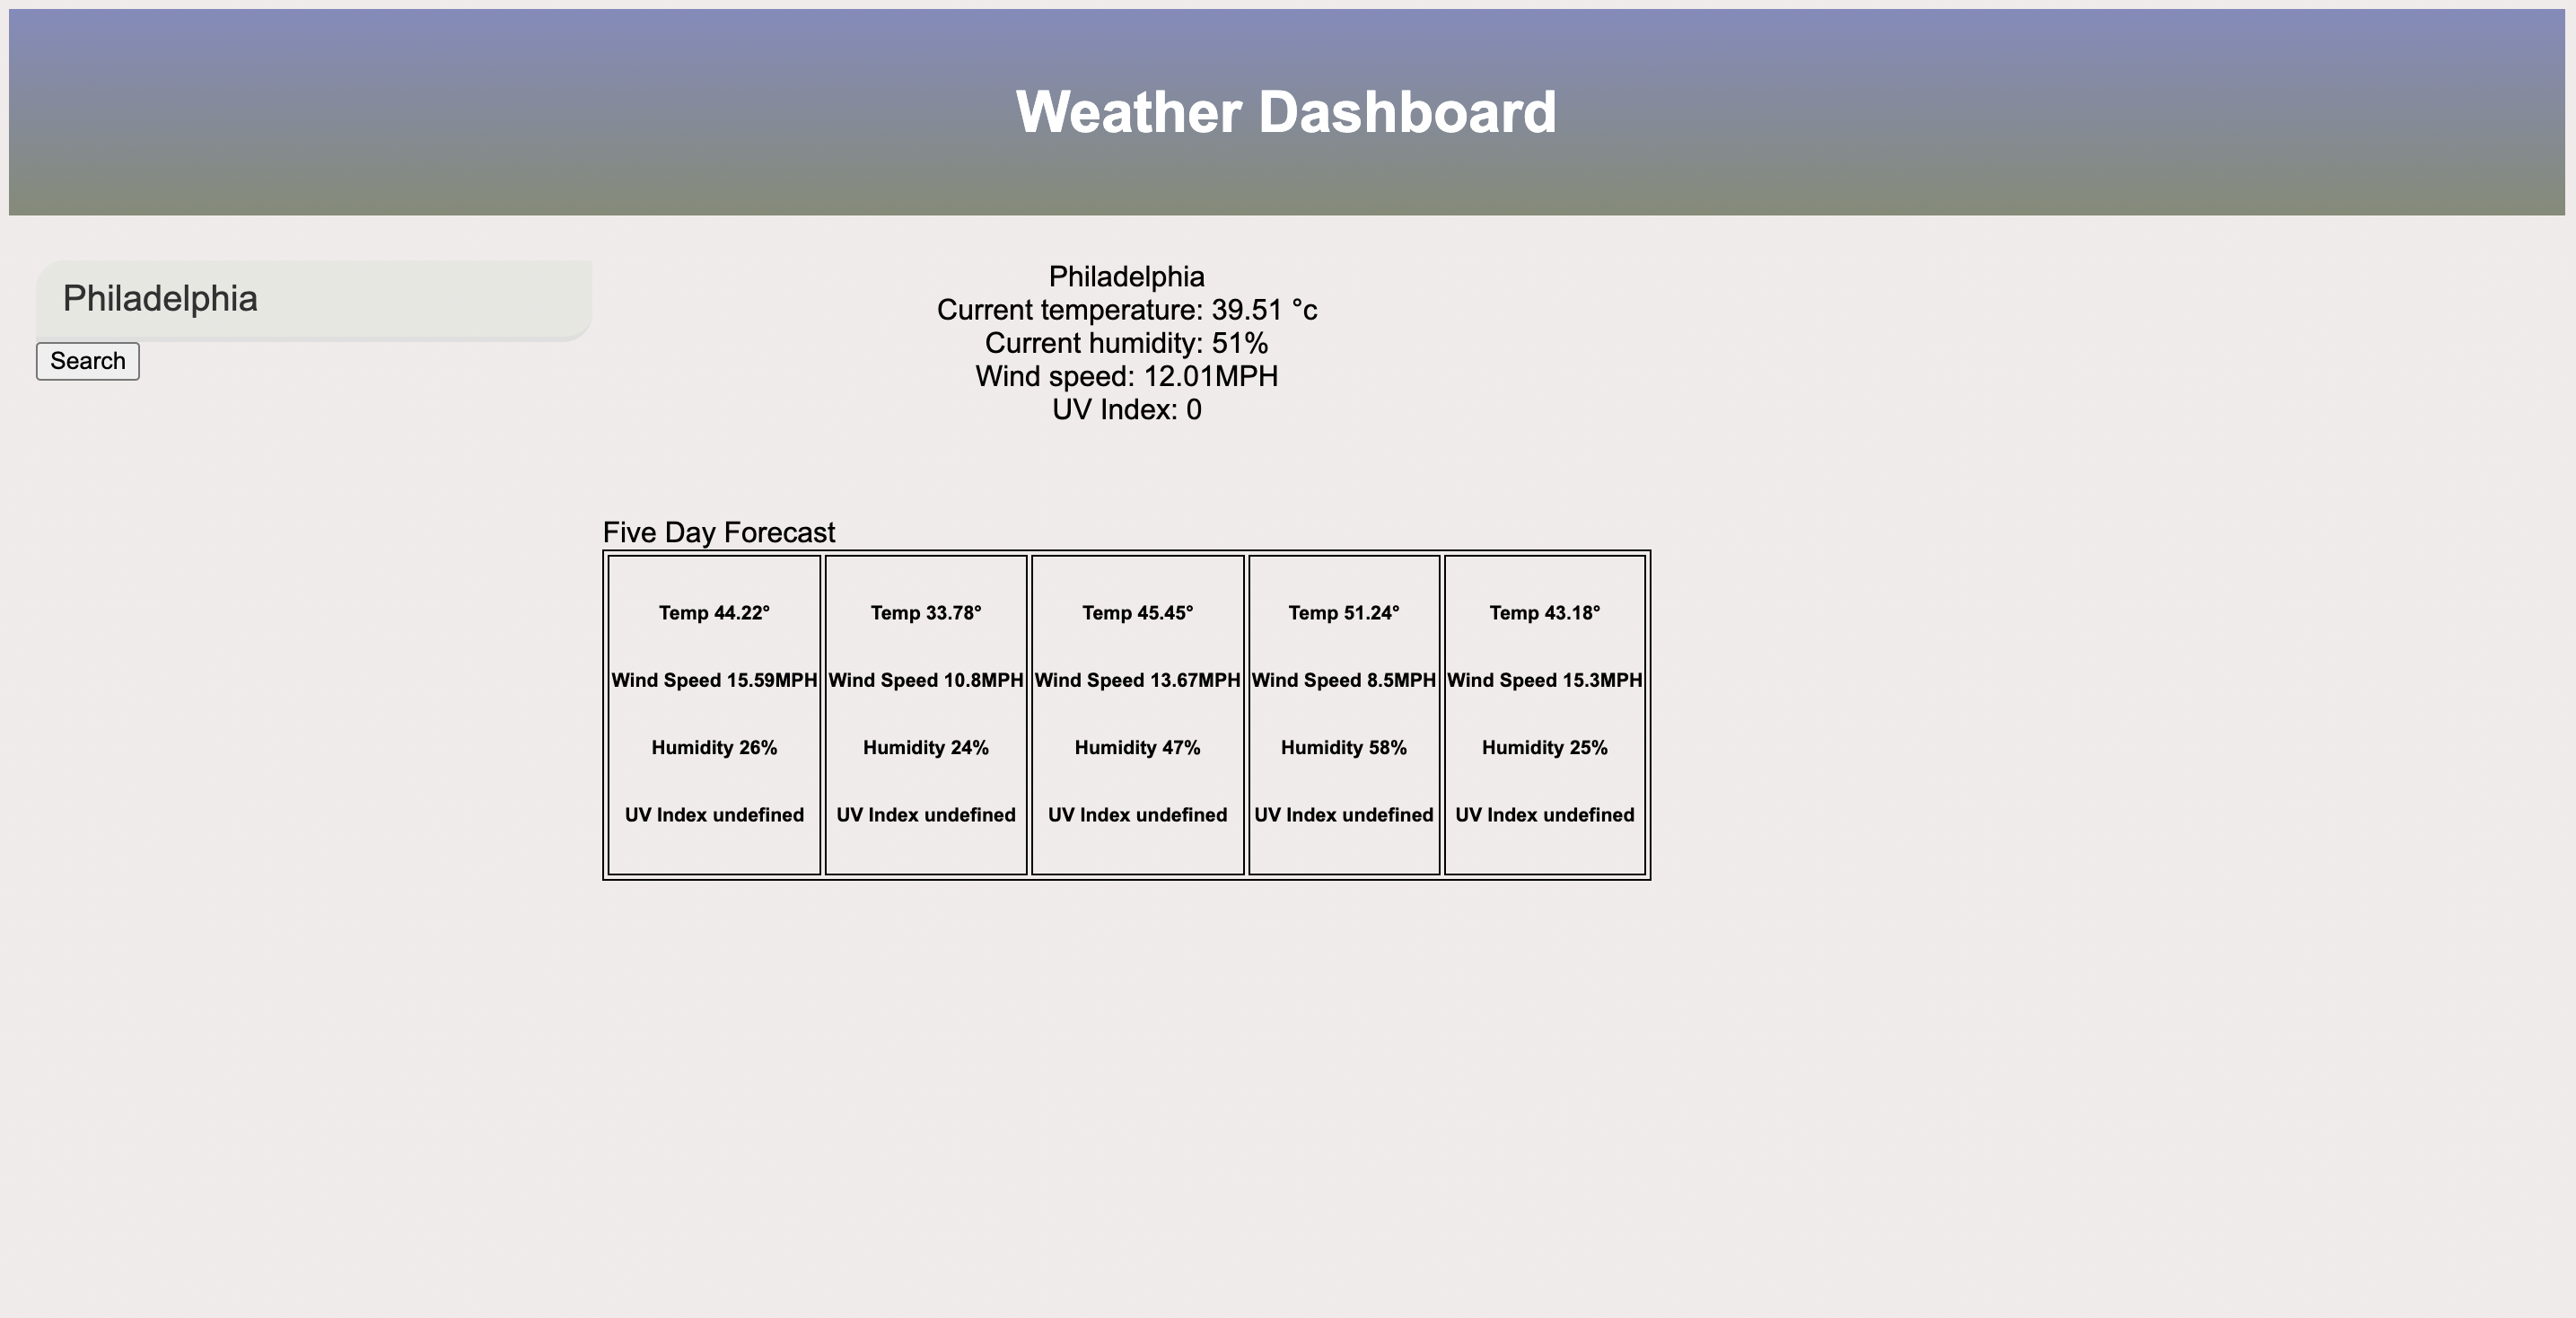 Weather Dashboard
Philadelphia
Search
Philadelphia
Current temperature: 39.51 °c
Current humidity: 51%
Wind speed: 12.01MPH
UV Index: 0
Five Day Forecast
Temp 44.22° Temp 33.78° Temp 45.45° Temp 51.24° Temp 43.18°
Wind Speed 15.59MPH Wind Speed 10.8MPH Wind Speed 13.67MPH Wind Speed 8.5MPH Wind Speed 15.3MPH
Humidity 26% Humidity 24% Humidity 47% Humidity 58% Humidity 25%
UV Index undefined UV Index undefined UV Index undefined UV Index undefined UV Index undefined